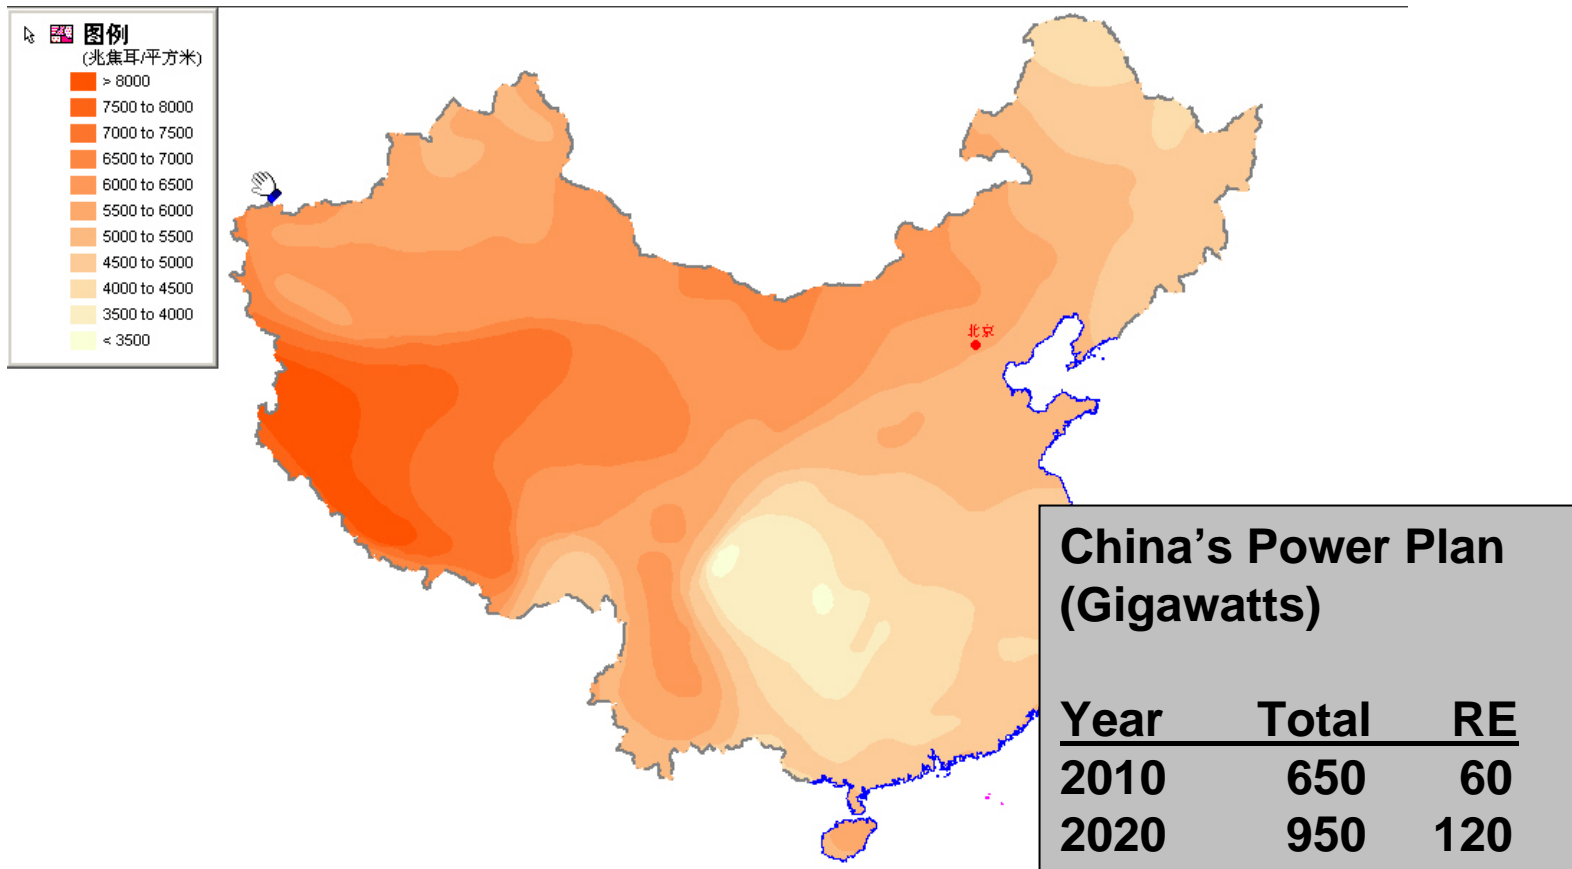 图例
(兆焦耳/平方米)
> 8000
7500 to 8000
7000 to 7500
6500 to 7000
6000 to 6500
5500 to 6000
5000 to 5500
4500 to 5000
4000 to 4500
3500 to 4000
< 3500
北京
China’s Power Plan
(Gigawatts)
Year Total RE
2010 650 60
2020 950 120